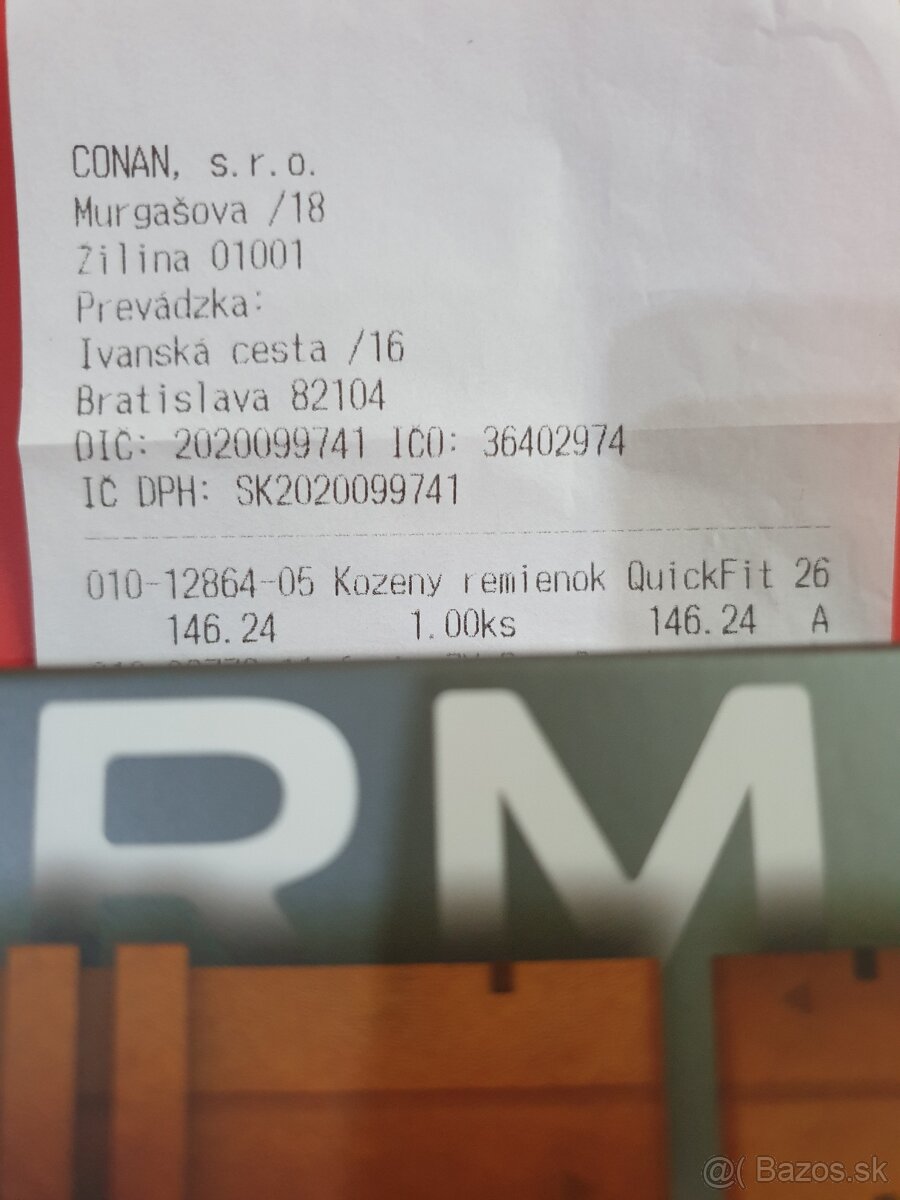 CONAN, s.r.o.
Murgašova /18
Žilina 01001
Prevádzka:
Ivanská cesta /16
Bratislava 82104
DIČ: 2020099741 IČO: 36402974
IČ DPH: SK2020099741
010-12864-05 Kozeny remienok QuickFit 26
146.24 1.00ks 146.24 A
RM
@( Bazos.sk